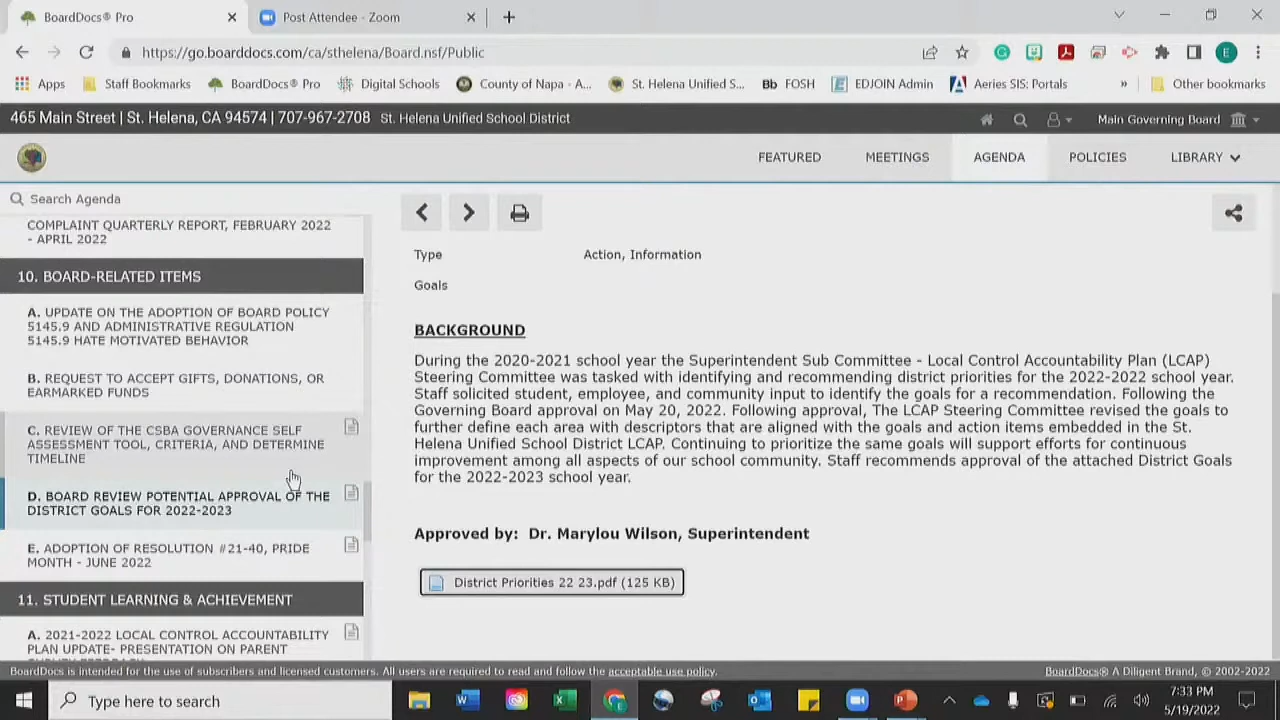 BoardDocs® Pro
Post Attendee - Zoom
https://go.boarddocs.com/ca/sthelena/Board.nsf/Public
E
Apps
Staff Bookmarks
BoardDocs® Pro
Digital Schools
County of Napa - A...
St. Helena Unified S...
Bb FOSH
EDJOIN Admin
Aeries SIS: Portals
»
Other bookmarks
465 Main Street | St. Helena, CA 94574 | 707-967-2708 St. Helena Unified School District
Main Governing Board
FEATURED
MEETINGS
AGENDA
POLICIES
LIBRARY
Search Agenda
COMPLAINT QUARTERLY REPORT, FEBRUARY 2022
- APRIL 2022
10. BOARD-RELATED ITEMS
A. UPDATE ON THE ADOPTION OF BOARD POLICY
5145.9 AND ADMINISTRATIVE REGULATION
5145.9 HATE MOTIVATED BEHAVIOR
B. REQUEST TO ACCEPT GIFTS, DONATIONS, OR
EARMARKED FUNDS
C. REVIEW OF THE CSBA GOVERNANCE SELF
ASSESSMENT TOOL, CRITERIA, AND DETERMINE
TIMELINE
D. BOARD REVIEW POTENTIAL APPROVAL OF THE
DISTRICT GOALS FOR 2022-2023
E. ADOPTION OF RESOLUTION #21-40, PRIDE
MONTH - JUNE 2022
11. STUDENT LEARNING & ACHIEVEMENT
A. 2021-2022 LOCAL CONTROL ACCOUNTABILITY
PLAN UPDATE- PRESENTATION ON PARENT
Type Action, Information
Goals
BACKGROUND
During the 2020-2021 school year the Superintendent Sub Committee - Local Control Accountability Plan (LCAP)
Steering Committee was tasked with identifying and recommending district priorities for the 2022-2022 school year.
Staff solicited student, employee, and community input to identify the goals for a recommendation. Following the
Governing Board approval on May 20, 2022. Following approval, The LCAP Steering Committee revised the goals to
further define each area with descriptors that are aligned with the goals and action items embedded in the St.
Helena Unified School District LCAP. Continuing to prioritize the same goals will support efforts for continuous
improvement among all aspects of our school community. Staff recommends approval of the attached District Goals
for the 2022-2023 school year.
Approved by: Dr. Marylou Wilson, Superintendent
District Priorities 22 23.pdf (125 KB)
BoardDocs is intended for the use of subscribers and licensed customers. All users are required to read and follow the acceptable use policy.
BoardDocs® A Diligent Brand, © 2002-2022
Type here to search
7:33 PM
5/19/2022